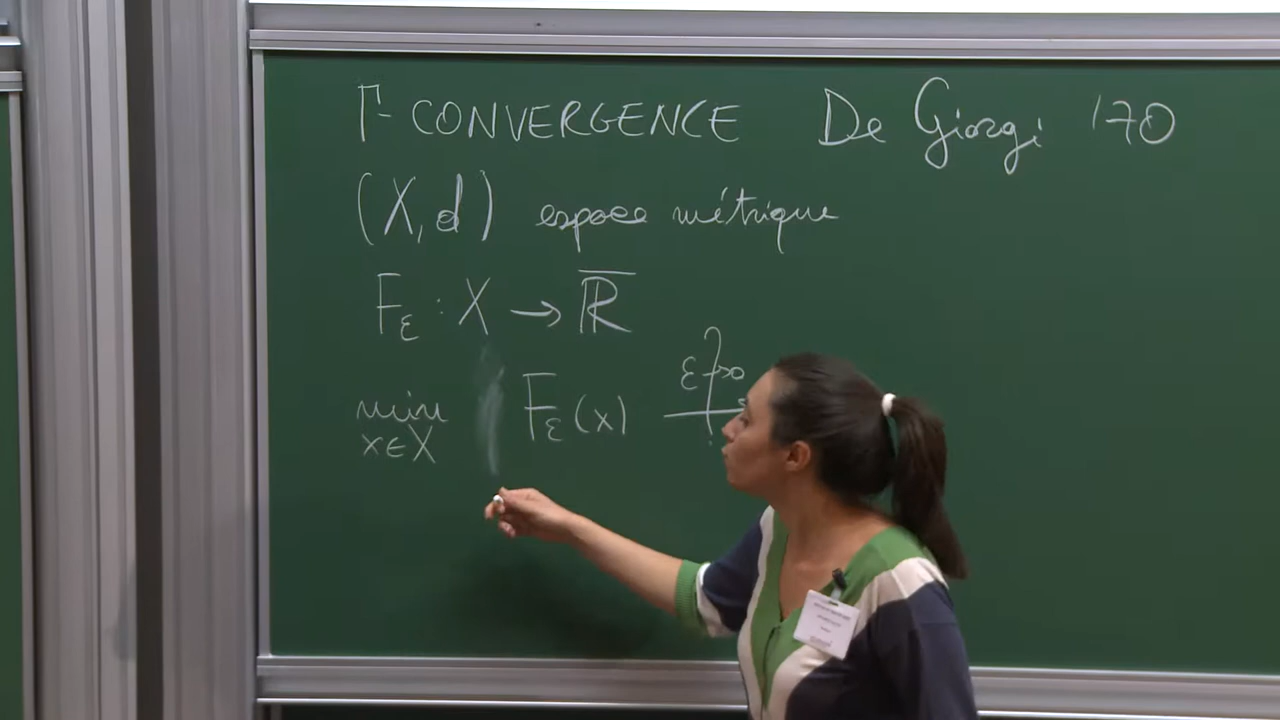 Γ-CONVERGENCE De Giorgi '70
(X,d) espace métrique
F_ε : X → R̅
min F_ε(x) ε→0
x∈X